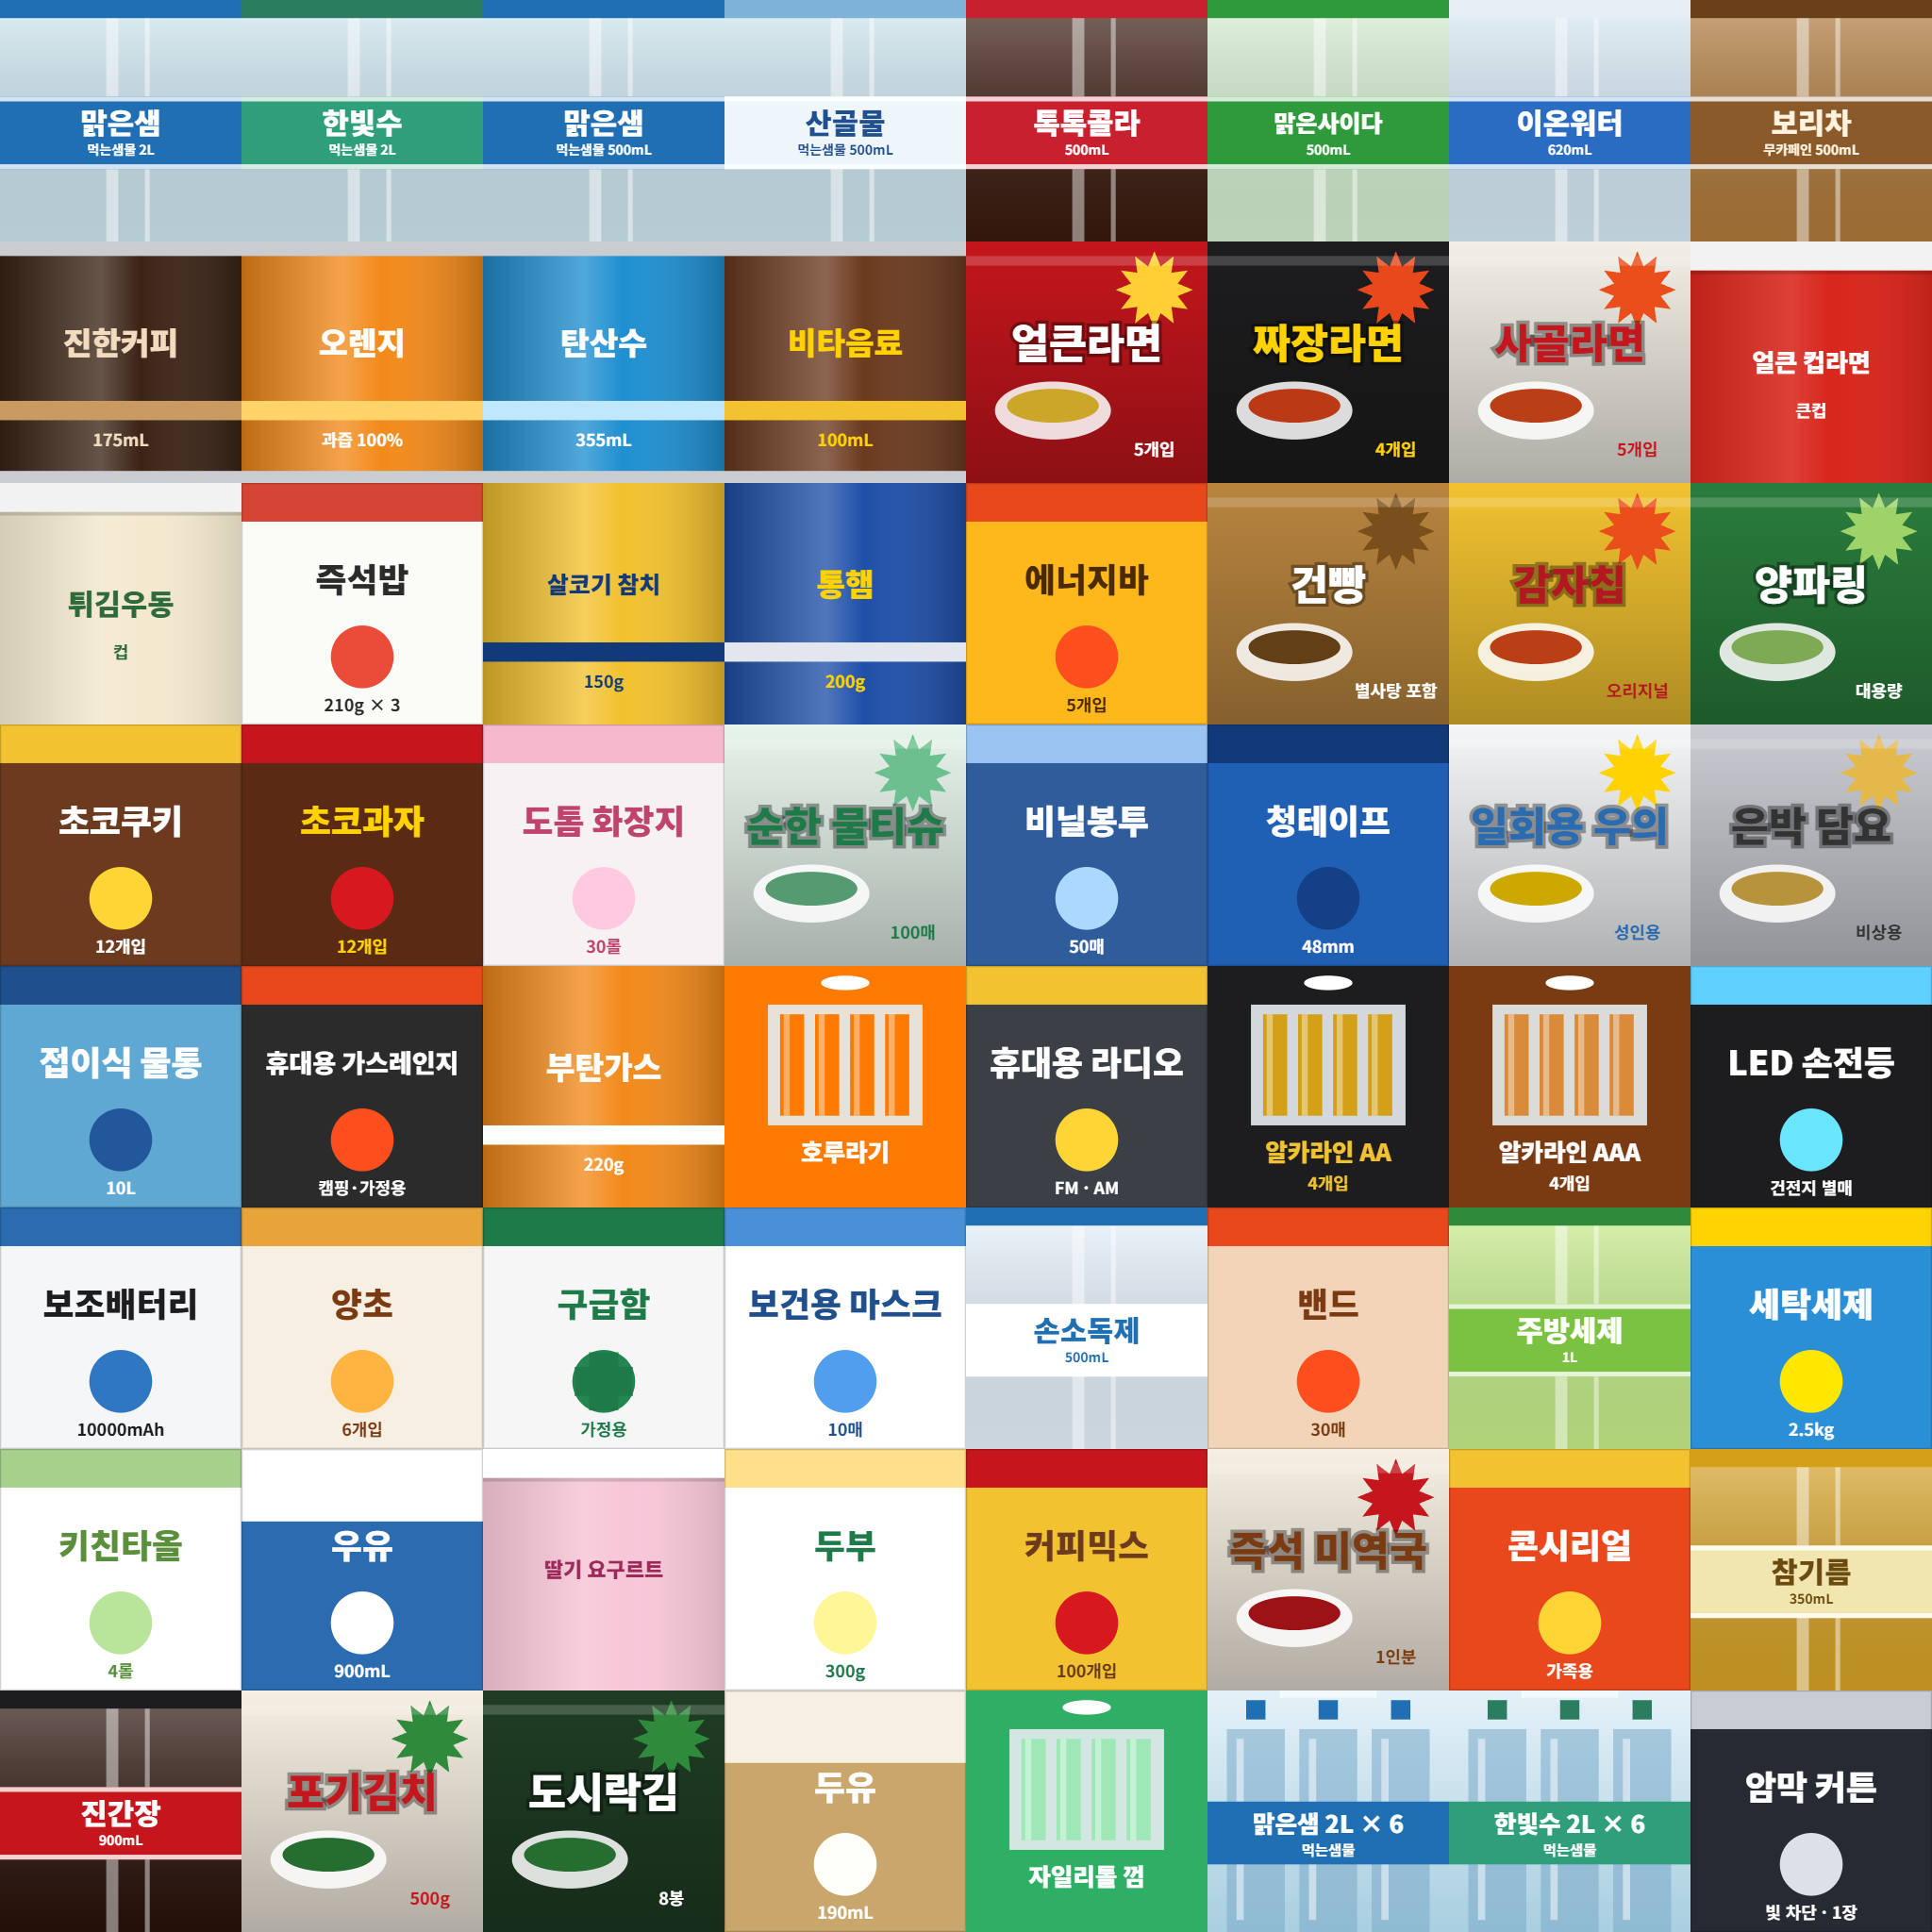 맑은샘
먹는샘물 2L
한빛수
먹는샘물 2L
맑은샘
먹는샘물 500mL
산골물
먹는샘물 500mL
톡톡콜라
500mL
맑은사이다
500mL
이온워터
620mL
보리차
무카페인 500mL
진한커피
175mL
오렌지
과즙 100%
탄산수
355mL
비타음료
100mL
얼큰라면
5개입
짜장라면
4개입
사골라면
5개입
얼큰 컵라면
큰컵
튀김우동
컵
즉석밥
210g × 3
살코기 참치
150g
통햄
200g
에너지바
5개입
건빵
별사탕 포함
감자칩
오리지널
양파링
대용량
초코쿠키
12개입
초코과자
12개입
도톰 화장지
30롤
순한 물티슈
100매
비닐봉투
50매
청테이프
48mm
일회용 우의
성인용
은박 담요
비상용
접이식 물통
10L
휴대용 가스레인지
캠핑·가정용
부탄가스
220g
호루라기
휴대용 라디오
FM · AM
알카라인 AA
4개입
알카라인 AAA
4개입
LED 손전등
건전지 별매
보조배터리
10000mAh
양초
6개입
구급함
가정용
보건용 마스크
10매
손소독제
500mL
밴드
30매
주방세제
1L
세탁세제
2.5kg
키친타올
4롤
우유
900mL
딸기 요구르트
두부
300g
커피믹스
100개입
즉석 미역국
1인분
콘시리얼
가족용
참기름
350mL
진간장
900mL
포기김치
500g
도시락김
8봉
두유
190mL
자일리톨 껌
맑은샘 2L × 6
먹는샘물
한빛수 2L × 6
먹는샘물
암막 커튼
빛 차단 · 1장